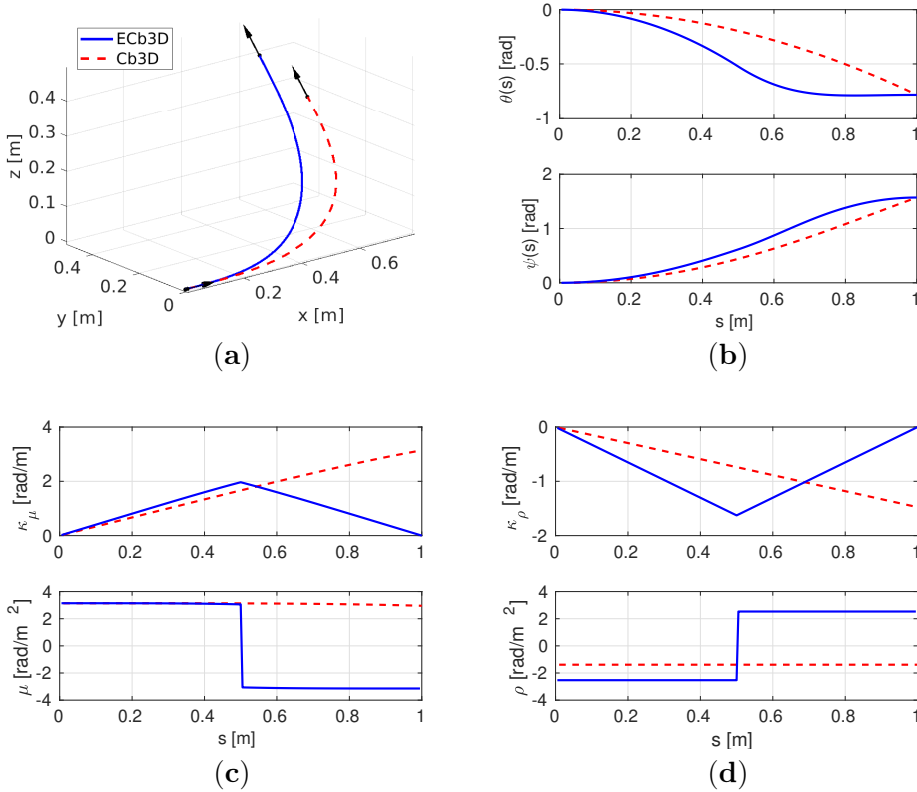 ECb3D
Cb3D
0.4
0.3
0.2
0.1
0
z [m]
0.4
0.2
0
y [m]
0.2
0.4
0.6
x [m]
(a)
0
-0.5
-1
θ(s) [rad]
0 0.2 0.4 0.6 0.8 1
2
1
0
ψ(s) [rad]
0 0.2 0.4 0.6 0.8 1
s [m]
(b)
4
2
0
κμ [rad/m]
0 0.2 0.4 0.6 0.8 1
4
2
0
-2
-4
μ [rad/m 2]
0 0.2 0.4 0.6 0.8 1
s [m]
(c)
0
-1
-2
κρ [rad/m]
0 0.2 0.4 0.6 0.8 1
4
2
0
-2
-4
ρ [rad/m 2]
0 0.2 0.4 0.6 0.8 1
s [m]
(d)